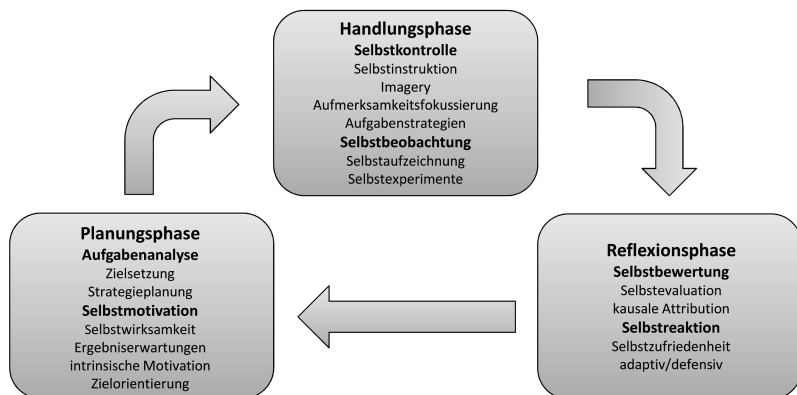 Handlungsphase
Selbstkontrolle
Selbstinstruktion
Imagery
Aufmerksamkeitsfokussierung
Aufgabenstrategien
Selbstbeobachtung
Selbstaufzeichnung
Selbstexperimente
Planungsphase
Aufgabenanalyse
Zielsetzung
Strategieplanung
Selbstmotivation
Selbstwirksamkeit
Ergebniserwartungen
intrinsische Motivation
Zielorientierung
Reflexionsphase
Selbstbewertung
Selbstevaluation
kausale Attribution
Selbstreaktion
Selbstzufriedenheit
adaptiv/defensiv